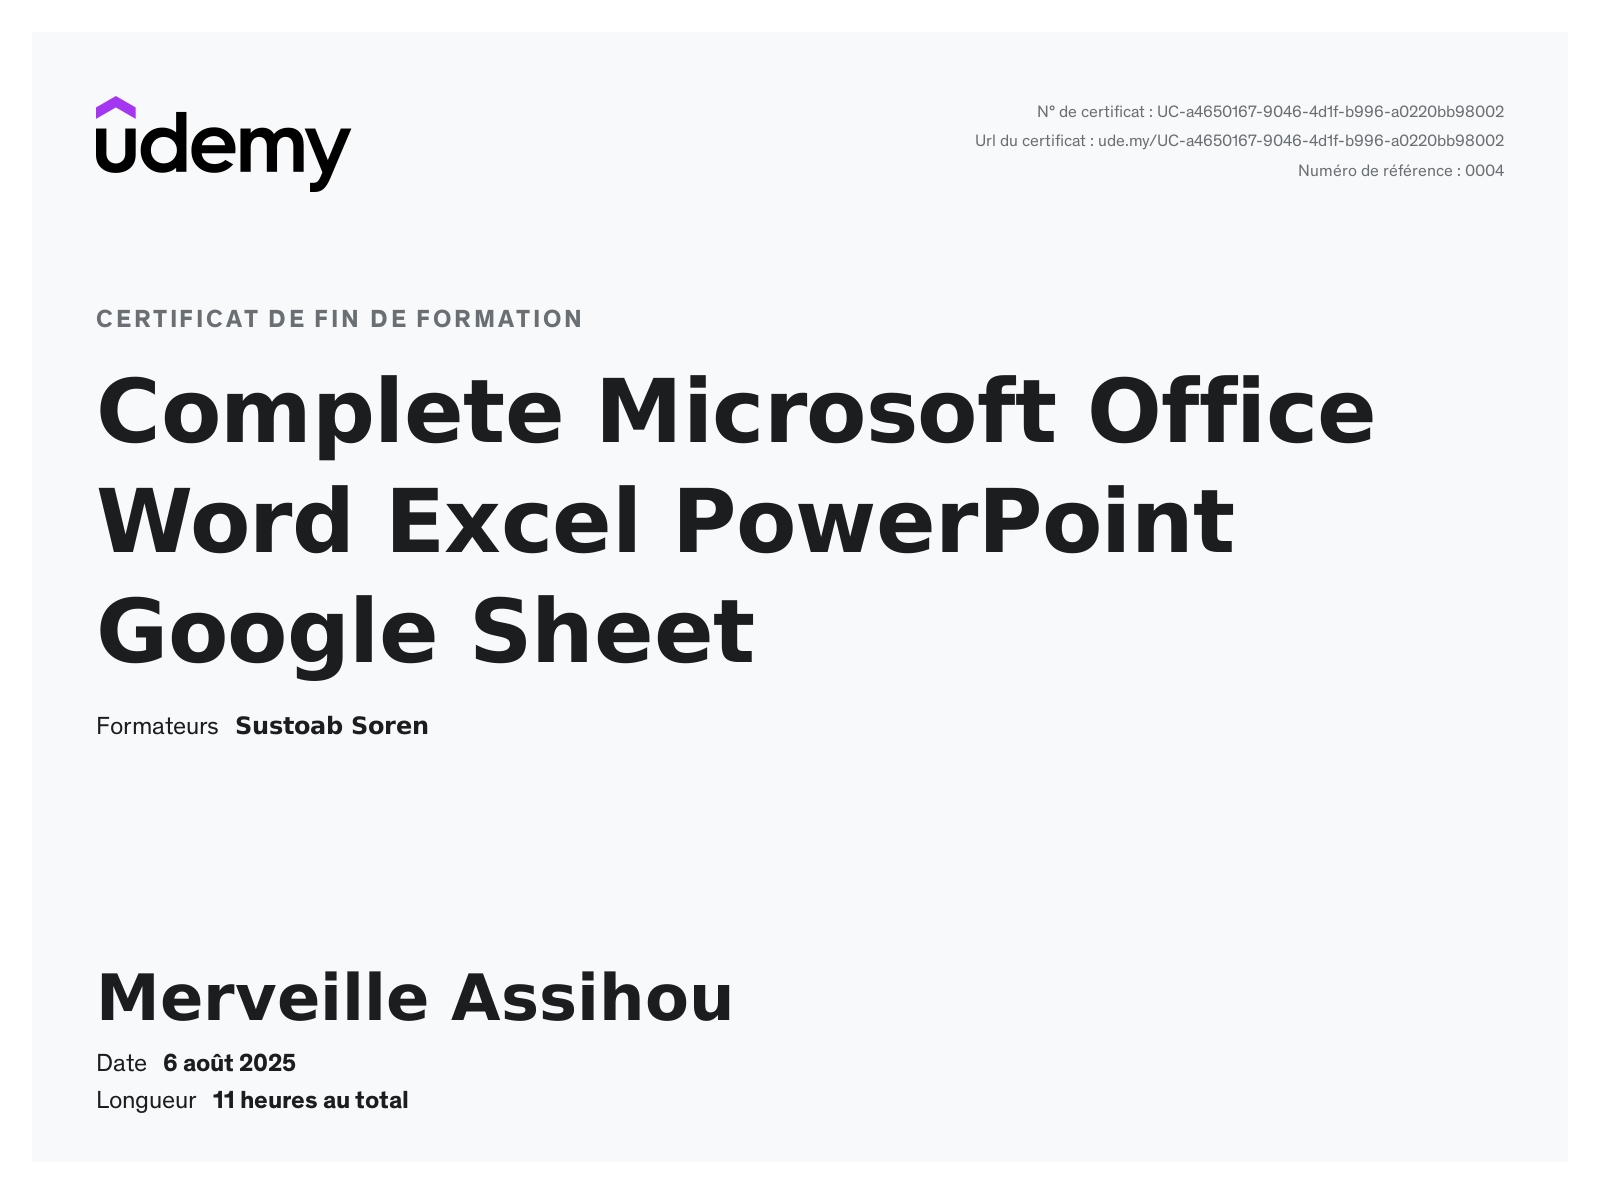 udemy
N° de certificat : UC-a4650167-9046-4d1f-b996-a0220bb98002
Url du certificat : ude.my/UC-a4650167-9046-4d1f-b996-a0220bb98002
Numéro de référence : 0004
CERTIFICAT DE FIN DE FORMATION
Complete Microsoft Office
Word Excel PowerPoint
Google Sheet
Formateurs Sustoab Soren
Merveille Assihou
Date 6 août 2025
Longueur 11 heures au total